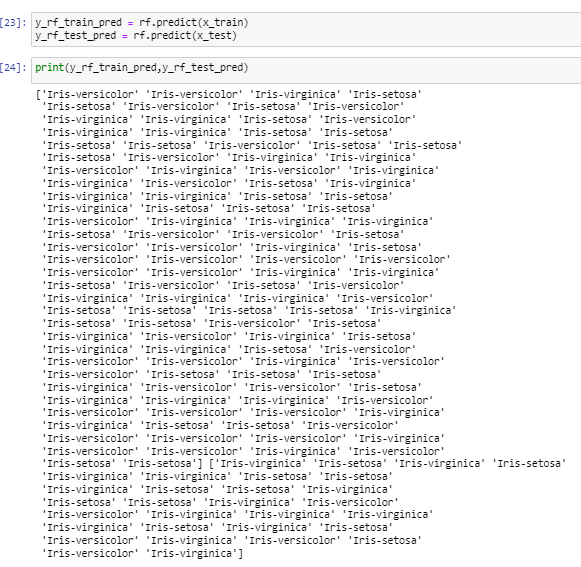 [23]: y_rf_train_pred = rf.predict(x_train)
y_rf_test_pred = rf.predict(x_test)
[24]: print(y_rf_train_pred,y_rf_test_pred)
['Iris-versicolor' 'Iris-versicolor' 'Iris-virginica' 'Iris-setosa'
'Iris-setosa' 'Iris-versicolor' 'Iris-setosa' 'Iris-versicolor'
'Iris-virginica' 'Iris-virginica' 'Iris-setosa' 'Iris-versicolor'
'Iris-virginica' 'Iris-virginica' 'Iris-setosa' 'Iris-setosa'
'Iris-setosa' 'Iris-setosa' 'Iris-versicolor' 'Iris-setosa' 'Iris-setosa'
'Iris-setosa' 'Iris-versicolor' 'Iris-virginica' 'Iris-virginica'
'Iris-versicolor' 'Iris-virginica' 'Iris-versicolor' 'Iris-virginica'
'Iris-virginica' 'Iris-versicolor' 'Iris-setosa' 'Iris-virginica'
'Iris-virginica' 'Iris-virginica' 'Iris-setosa' 'Iris-setosa'
'Iris-virginica' 'Iris-setosa' 'Iris-setosa' 'Iris-setosa'
'Iris-versicolor' 'Iris-virginica' 'Iris-virginica' 'Iris-virginica'
'Iris-setosa' 'Iris-versicolor' 'Iris-versicolor' 'Iris-setosa'
'Iris-versicolor' 'Iris-versicolor' 'Iris-virginica' 'Iris-setosa'
'Iris-versicolor' 'Iris-versicolor' 'Iris-versicolor' 'Iris-versicolor'
'Iris-virginica' 'Iris-versicolor' 'Iris-virginica' 'Iris-virginica'
'Iris-setosa' 'Iris-versicolor' 'Iris-setosa' 'Iris-versicolor'
'Iris-virginica' 'Iris-virginica' 'Iris-virginica' 'Iris-versicolor'
'Iris-setosa' 'Iris-setosa' 'Iris-setosa' 'Iris-setosa' 'Iris-virginica'
'Iris-setosa' 'Iris-setosa' 'Iris-versicolor' 'Iris-setosa'
'Iris-virginica' 'Iris-versicolor' 'Iris-virginica' 'Iris-setosa'
'Iris-virginica' 'Iris-virginica' 'Iris-setosa' 'Iris-versicolor'
'Iris-versicolor' 'Iris-versicolor' 'Iris-virginica' 'Iris-versicolor'
'Iris-versicolor' 'Iris-setosa' 'Iris-setosa' 'Iris-setosa'
'Iris-virginica' 'Iris-versicolor' 'Iris-versicolor' 'Iris-setosa'
'Iris-virginica' 'Iris-virginica' 'Iris-virginica' 'Iris-versicolor'
'Iris-versicolor' 'Iris-versicolor' 'Iris-versicolor' 'Iris-virginica'
'Iris-virginica' 'Iris-setosa' 'Iris-setosa' 'Iris-versicolor'
'Iris-versicolor' 'Iris-versicolor' 'Iris-versicolor' 'Iris-virginica'
'Iris-versicolor' 'Iris-virginica' 'Iris-virginica' 'Iris-versicolor'
'Iris-setosa' 'Iris-setosa'] ['Iris-virginica' 'Iris-setosa' 'Iris-virginica' 'Iris-setosa'
'Iris-virginica' 'Iris-virginica' 'Iris-setosa' 'Iris-setosa'
'Iris-virginica' 'Iris-setosa' 'Iris-setosa' 'Iris-virginica'
'Iris-setosa' 'Iris-setosa' 'Iris-virginica' 'Iris-versicolor'
'Iris-versicolor' 'Iris-virginica' 'Iris-virginica' 'Iris-virginica'
'Iris-virginica' 'Iris-setosa' 'Iris-virginica' 'Iris-setosa'
'Iris-versicolor' 'Iris-virginica' 'Iris-versicolor' 'Iris-setosa'
'Iris-versicolor' 'Iris-virginica']